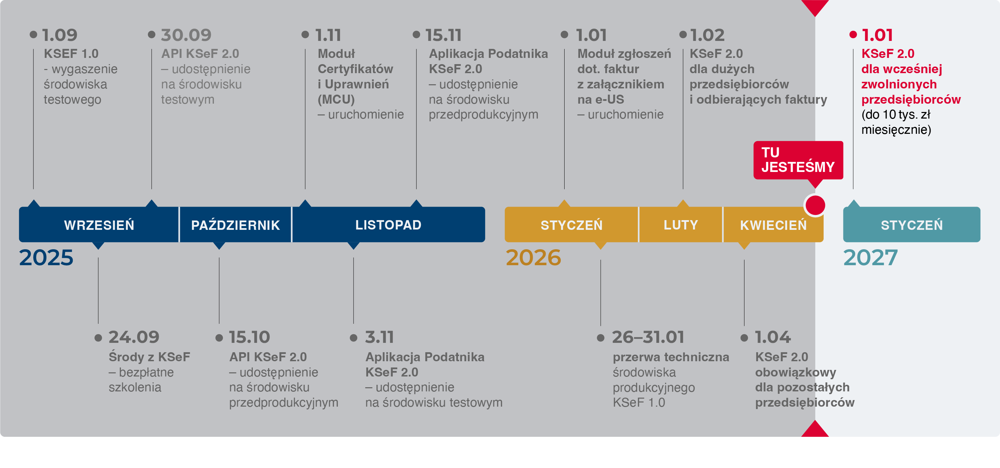 1.09
KSEF 1.0
- wygaszenie
środowiska
testowego
30.09
API KSeF 2.0
– udostępnienie
na środowisku
testowym
1.11
Moduł
Certyfikatów
i Uprawnień
(MCU)
– uruchomienie
15.11
Aplikacja Podatnika
KSeF 2.0
– udostępnienie
na środowisku
przedprodukcyjnym
1.01
Moduł zgłoszeń
dot. faktur
z załącznikiem
na e-US
– uruchomienie
1.02
KSeF 2.0
dla dużych
przedsiębiorców
i odbierających faktury
1.01
KSeF 2.0
dla wcześniej
zwolnionych
przedsiębiorców
(do 10 tys. zł
miesięcznie)
TU
JESTEŚMY
WRZESIEŃ
PAŹDZIERNIK
LISTOPAD
STYCZEŃ
LUTY
KWIECIEŃ
STYCZEŃ
2025
2026
2027
24.09
Środy z KSeF
– bezpłatne
szkolenia
15.10
API KSeF 2.0
– udostępnienie
na środowisku
przedprodukcyjnym
3.11
Aplikacja Podatnika
KSeF 2.0
– udostępnienie
na środowisku testowym
26–31.01
przerwa techniczna
środowiska
produkcyjnego
KSeF 1.0
1.04
KSeF 2.0
obowiązkowy
dla pozostałych
przedsiębiorców